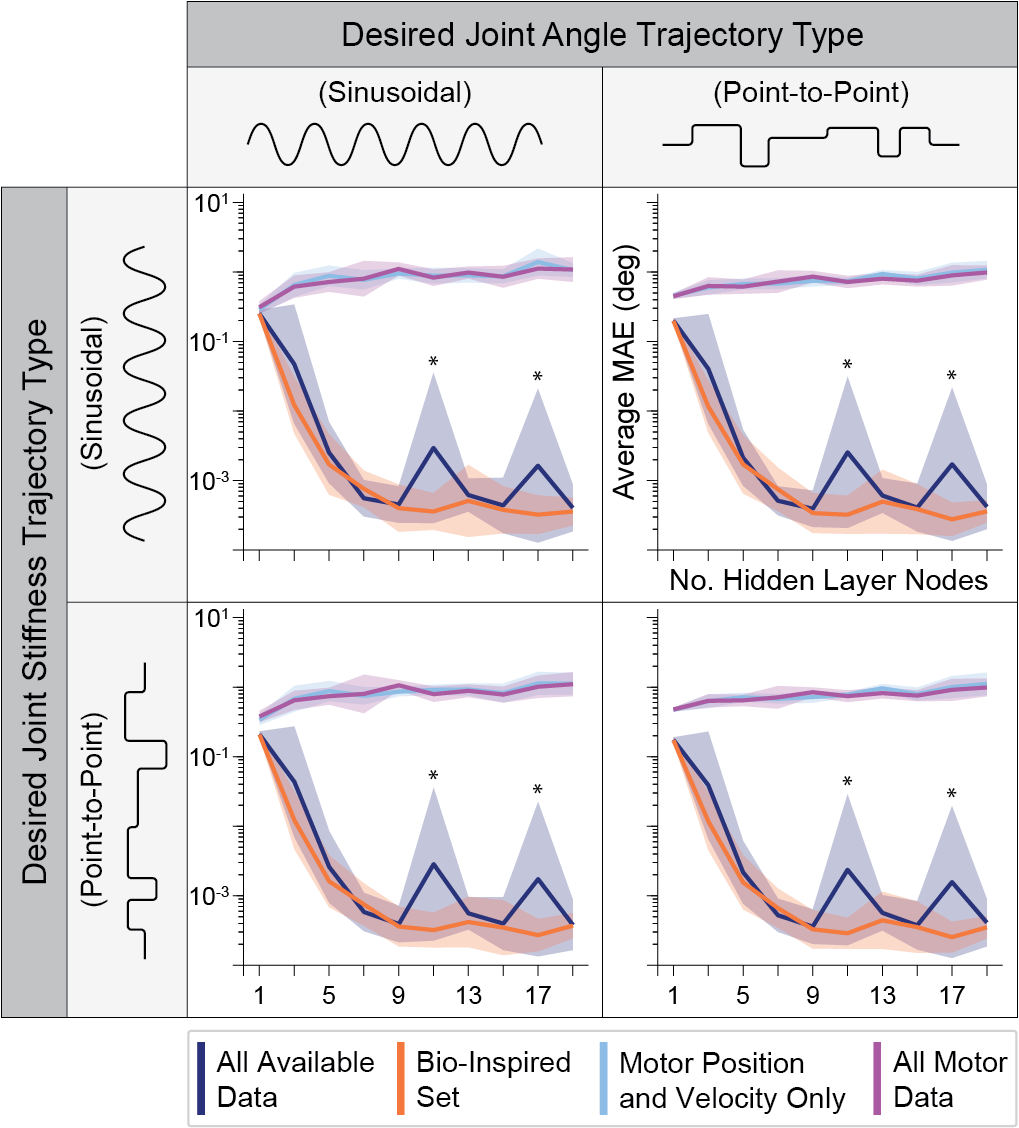 Desired Joint Angle Trajectory Type
(Sinusoidal)
(Point-to-Point)
Desired Joint Stiffness Trajectory Type
(Sinusoidal)
10¹
10⁻¹
10⁻³
*
*
Average MAE (deg)
*
*
No. Hidden Layer Nodes
(Point-to-Point)
10¹
10⁻¹
10⁻³
*
*
1 5 9 13 17
*
*
1 5 9 13 17
All Available
Data
Bio-Inspired
Set
Motor Position
and Velocity Only
All Motor
Data